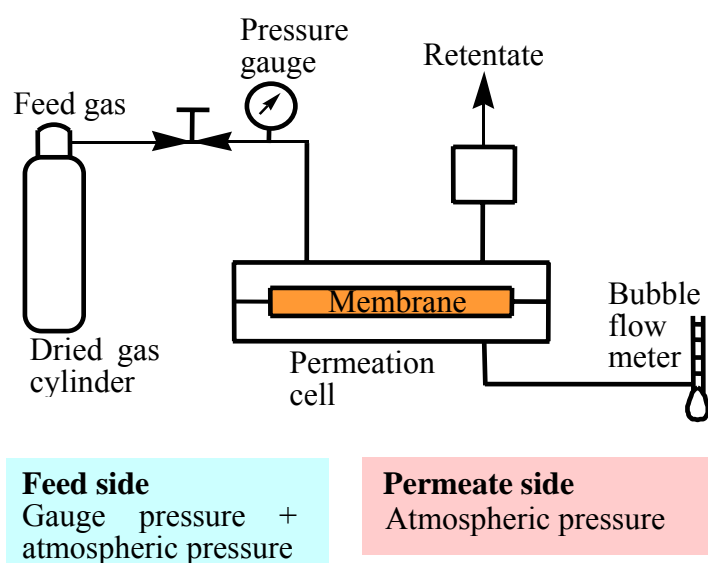 Pressure
gauge
Retentate
Feed gas
Membrane
Bubble
flow
meter
Dried gas
cylinder
Permeation
cell
Feed side
Gauge pressure +
atmospheric pressure
Permeate side
Atmospheric pressure